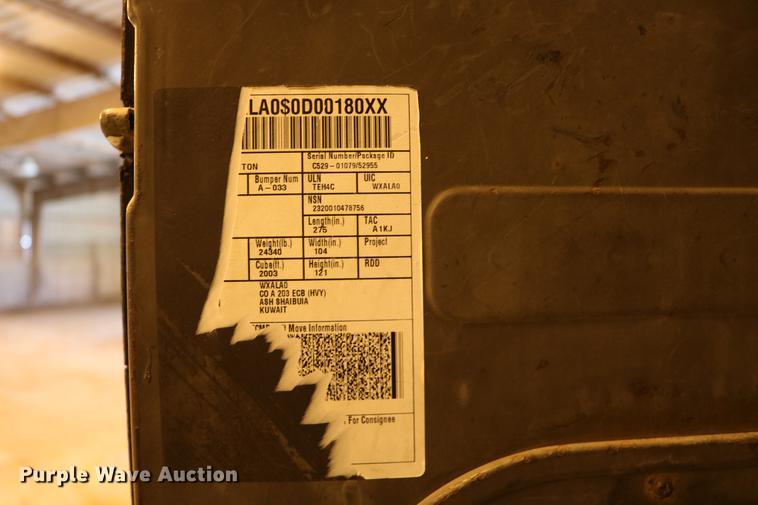 LA0$0D00180XX
Serial Number/Package ID
TON C529-01079/52955
Bumper Num ULN UIC
A-033 TEH4C WXALA0
NSN
2320010478756
Length(in.) TAC
275 A1KJ
Weight(lb.) Width(in.) Project
24340 104
Cube(ft.) Height(in.) RDD
2003 121
WXALA0
CO A 203 ECB (HVY)
ASH SHAIBUIA
KUWAIT
Move Information
For Consignee
Purple Wave Auction